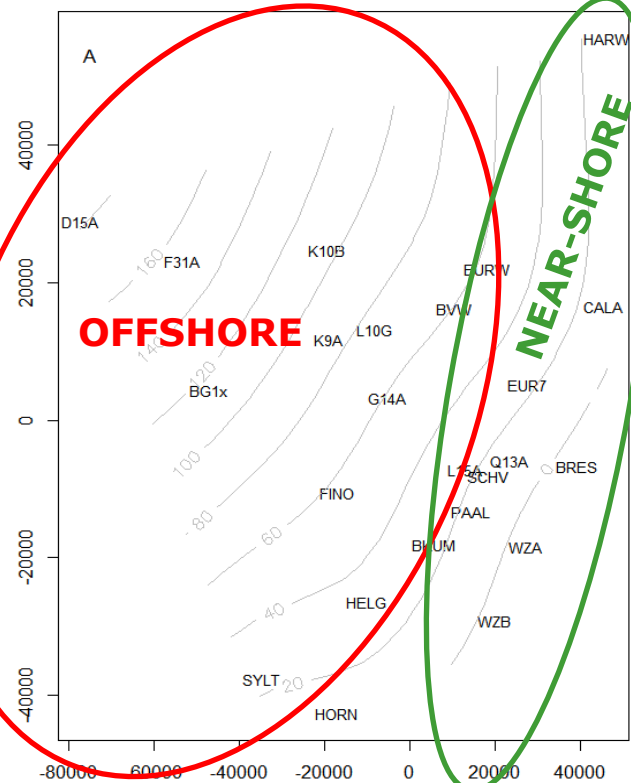 A
HARW
NEAR-SHORE
40000
D15A
160
F31A
K10B
EURW
20000
BVW
CALA
OFFSHORE
L10G
K9A
140
120
BG1x
EUR7
G14A
0
100
Q13A
L15A
0
BRES
SCHV
FINO
80
PAAL
60
BKUM
WZA
-20000
40
HELG
WZB
SYLT
20
-40000
HORN
-80000 -60000 -40000 -20000 0 20000 40000